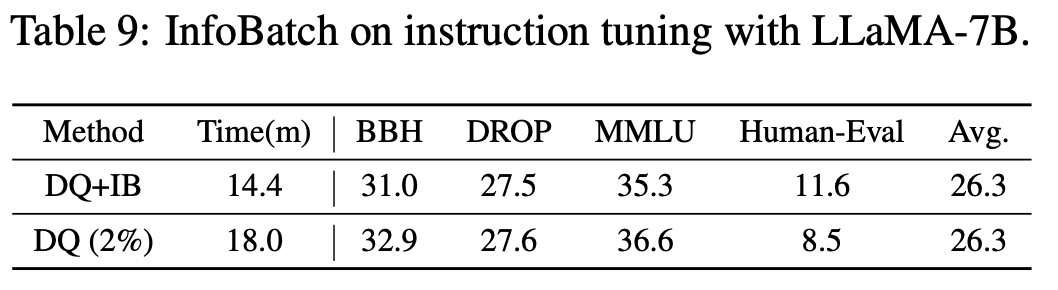 Table 9: InfoBatch on instruction tuning with LLaMA-7B.
Method Time(m) BBH DROP MMLU Human-Eval Avg.
DQ+IB 14.4 31.0 27.5 35.3 11.6 26.3
DQ (2%) 18.0 32.9 27.6 36.6 8.5 26.3